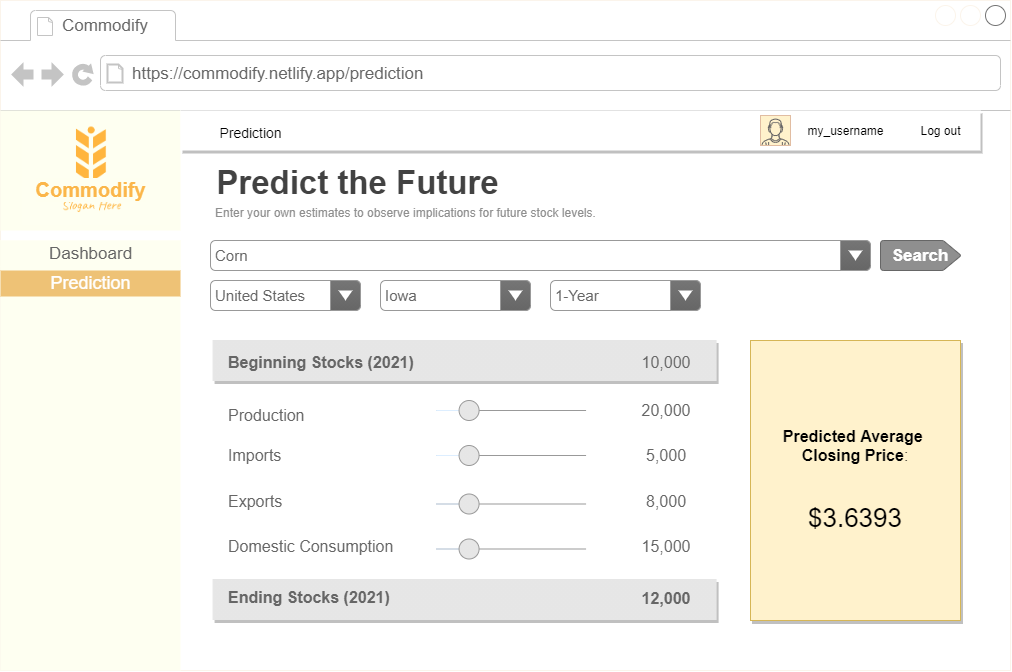 Commodify
https://commodify.netlify.app/prediction
Commodify
Slogan Here
Prediction
my_username
Log out
Predict the Future
Enter your own estimates to observe implications for future stock levels.
Dashboard
Prediction
Corn
Search
United States
Iowa
1-Year
Beginning Stocks (2021) 10,000
Production 20,000
Imports 5,000
Exports 8,000
Domestic Consumption 15,000
Ending Stocks (2021) 12,000
Predicted Average
Closing Price:
$3.6393